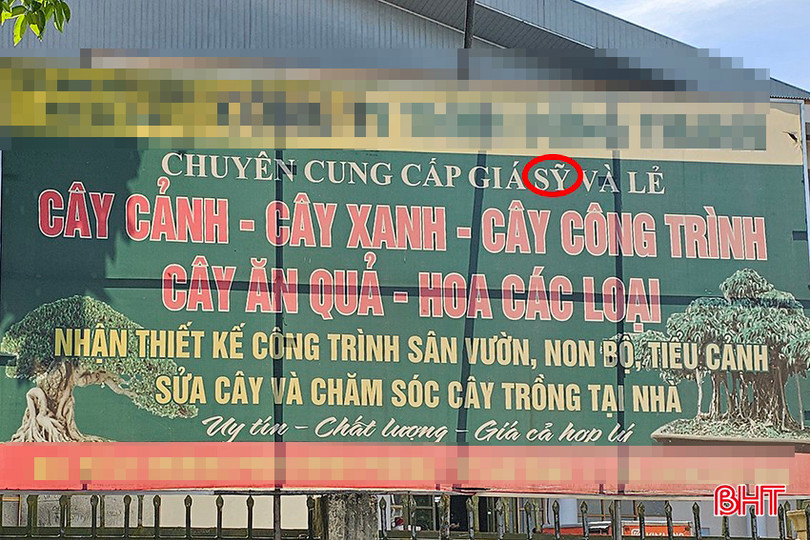 CHUYÊN CUNG CẤP GIÁ SỸ VÀ LẺ
CÂY CẢNH - CÂY XANH - CÂY CÔNG TRÌNH
CÂY ĂN QUẢ - HOA CÁC LOẠI
NHÂN THIẾT KẾ CÔNG TRÌNH SÂN VƯỜN, NON BỘ, TIỂU CẢNH
SỬA CÂY VÀ CHĂM SÓC CÂY TRỒNG TẠI NHÀ
Uy tín - Chất lượng - Giá cả hợp lý
BHT